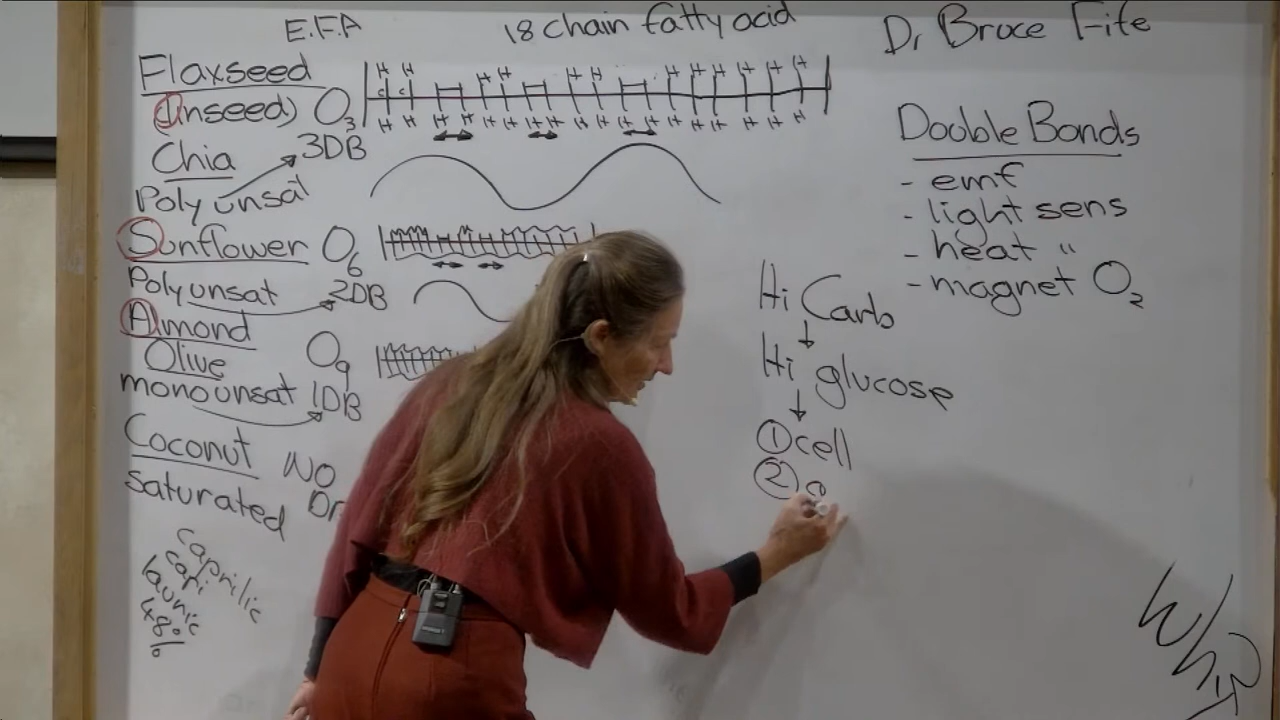 E.F.A
18 chain fatty acid
Dr Bruce Fife
Flaxseed
(linseed) O3
3DB
Chia
Poly unsat
Sunflower O6
Polyunsat 2DB
Almond
Olive O9
monounsat 1DB
Coconut NO
saturated
caprilic
capri
lauric
48%
H H H H H H H H H H H H
c c
H H H H H H H H H H H H H H H H
Double Bonds
- emf
- light sens
- heat "
- magnet O2
Hi Carb
↓
Hi glucose
↓
① cell
②
Why